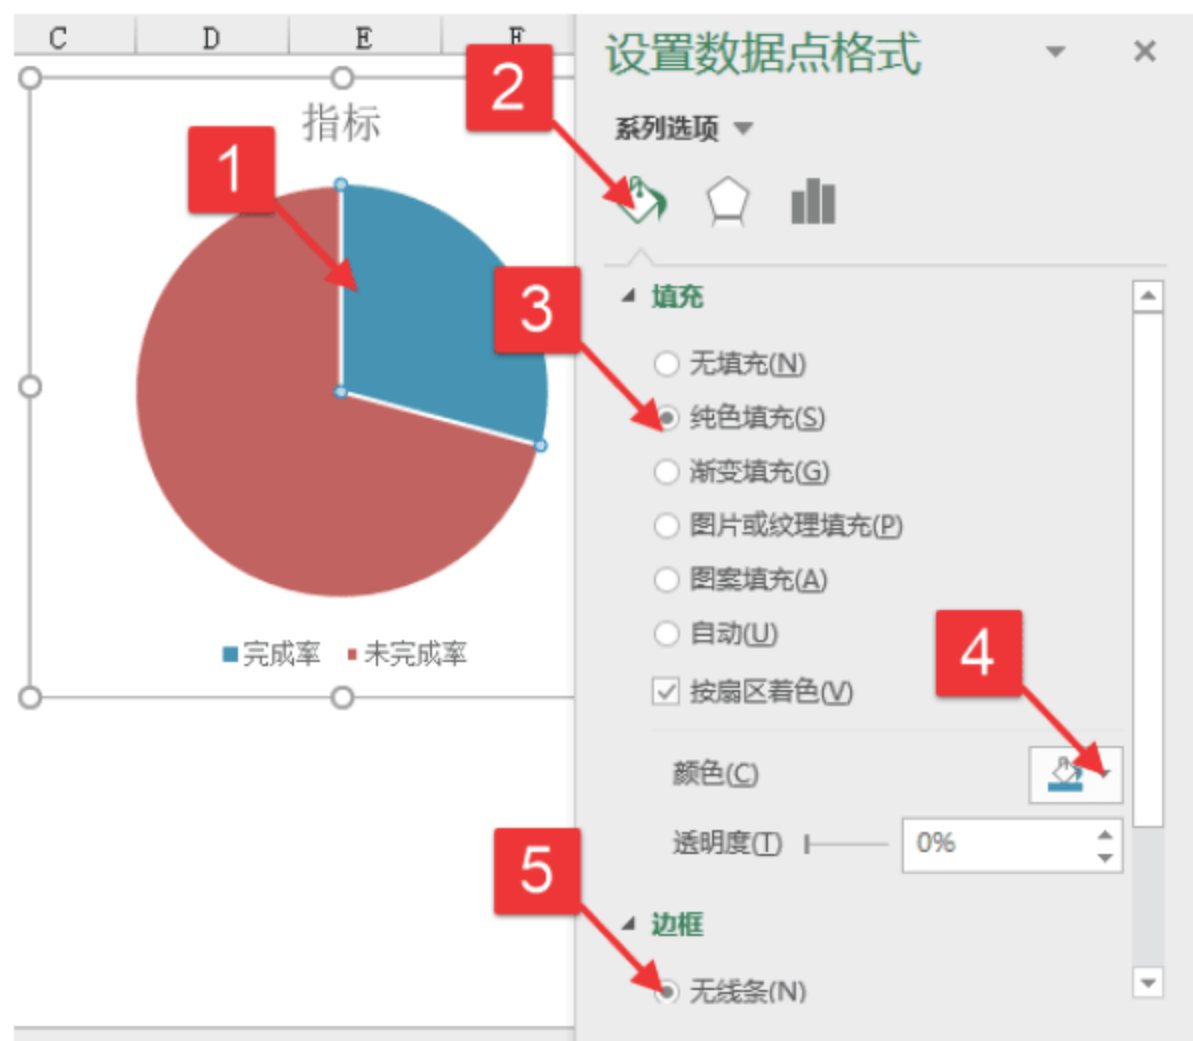 C D E F
指标
1
2
3
4
5
完成率 未完成率
设置数据点格式
系列选项
填充
无填充(N)
纯色填充(S)
渐变填充(G)
图片或纹理填充(P)
图案填充(A)
自动(U)
按扇区着色(V)
颜色(C)
透明度(T) 0%
边框
无线条(N)